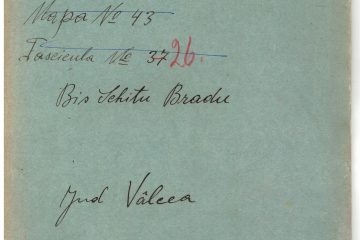 Mapa № 43
Fascicula № 37 26.
Bis Schitu Bradu
Jud Vâlcea